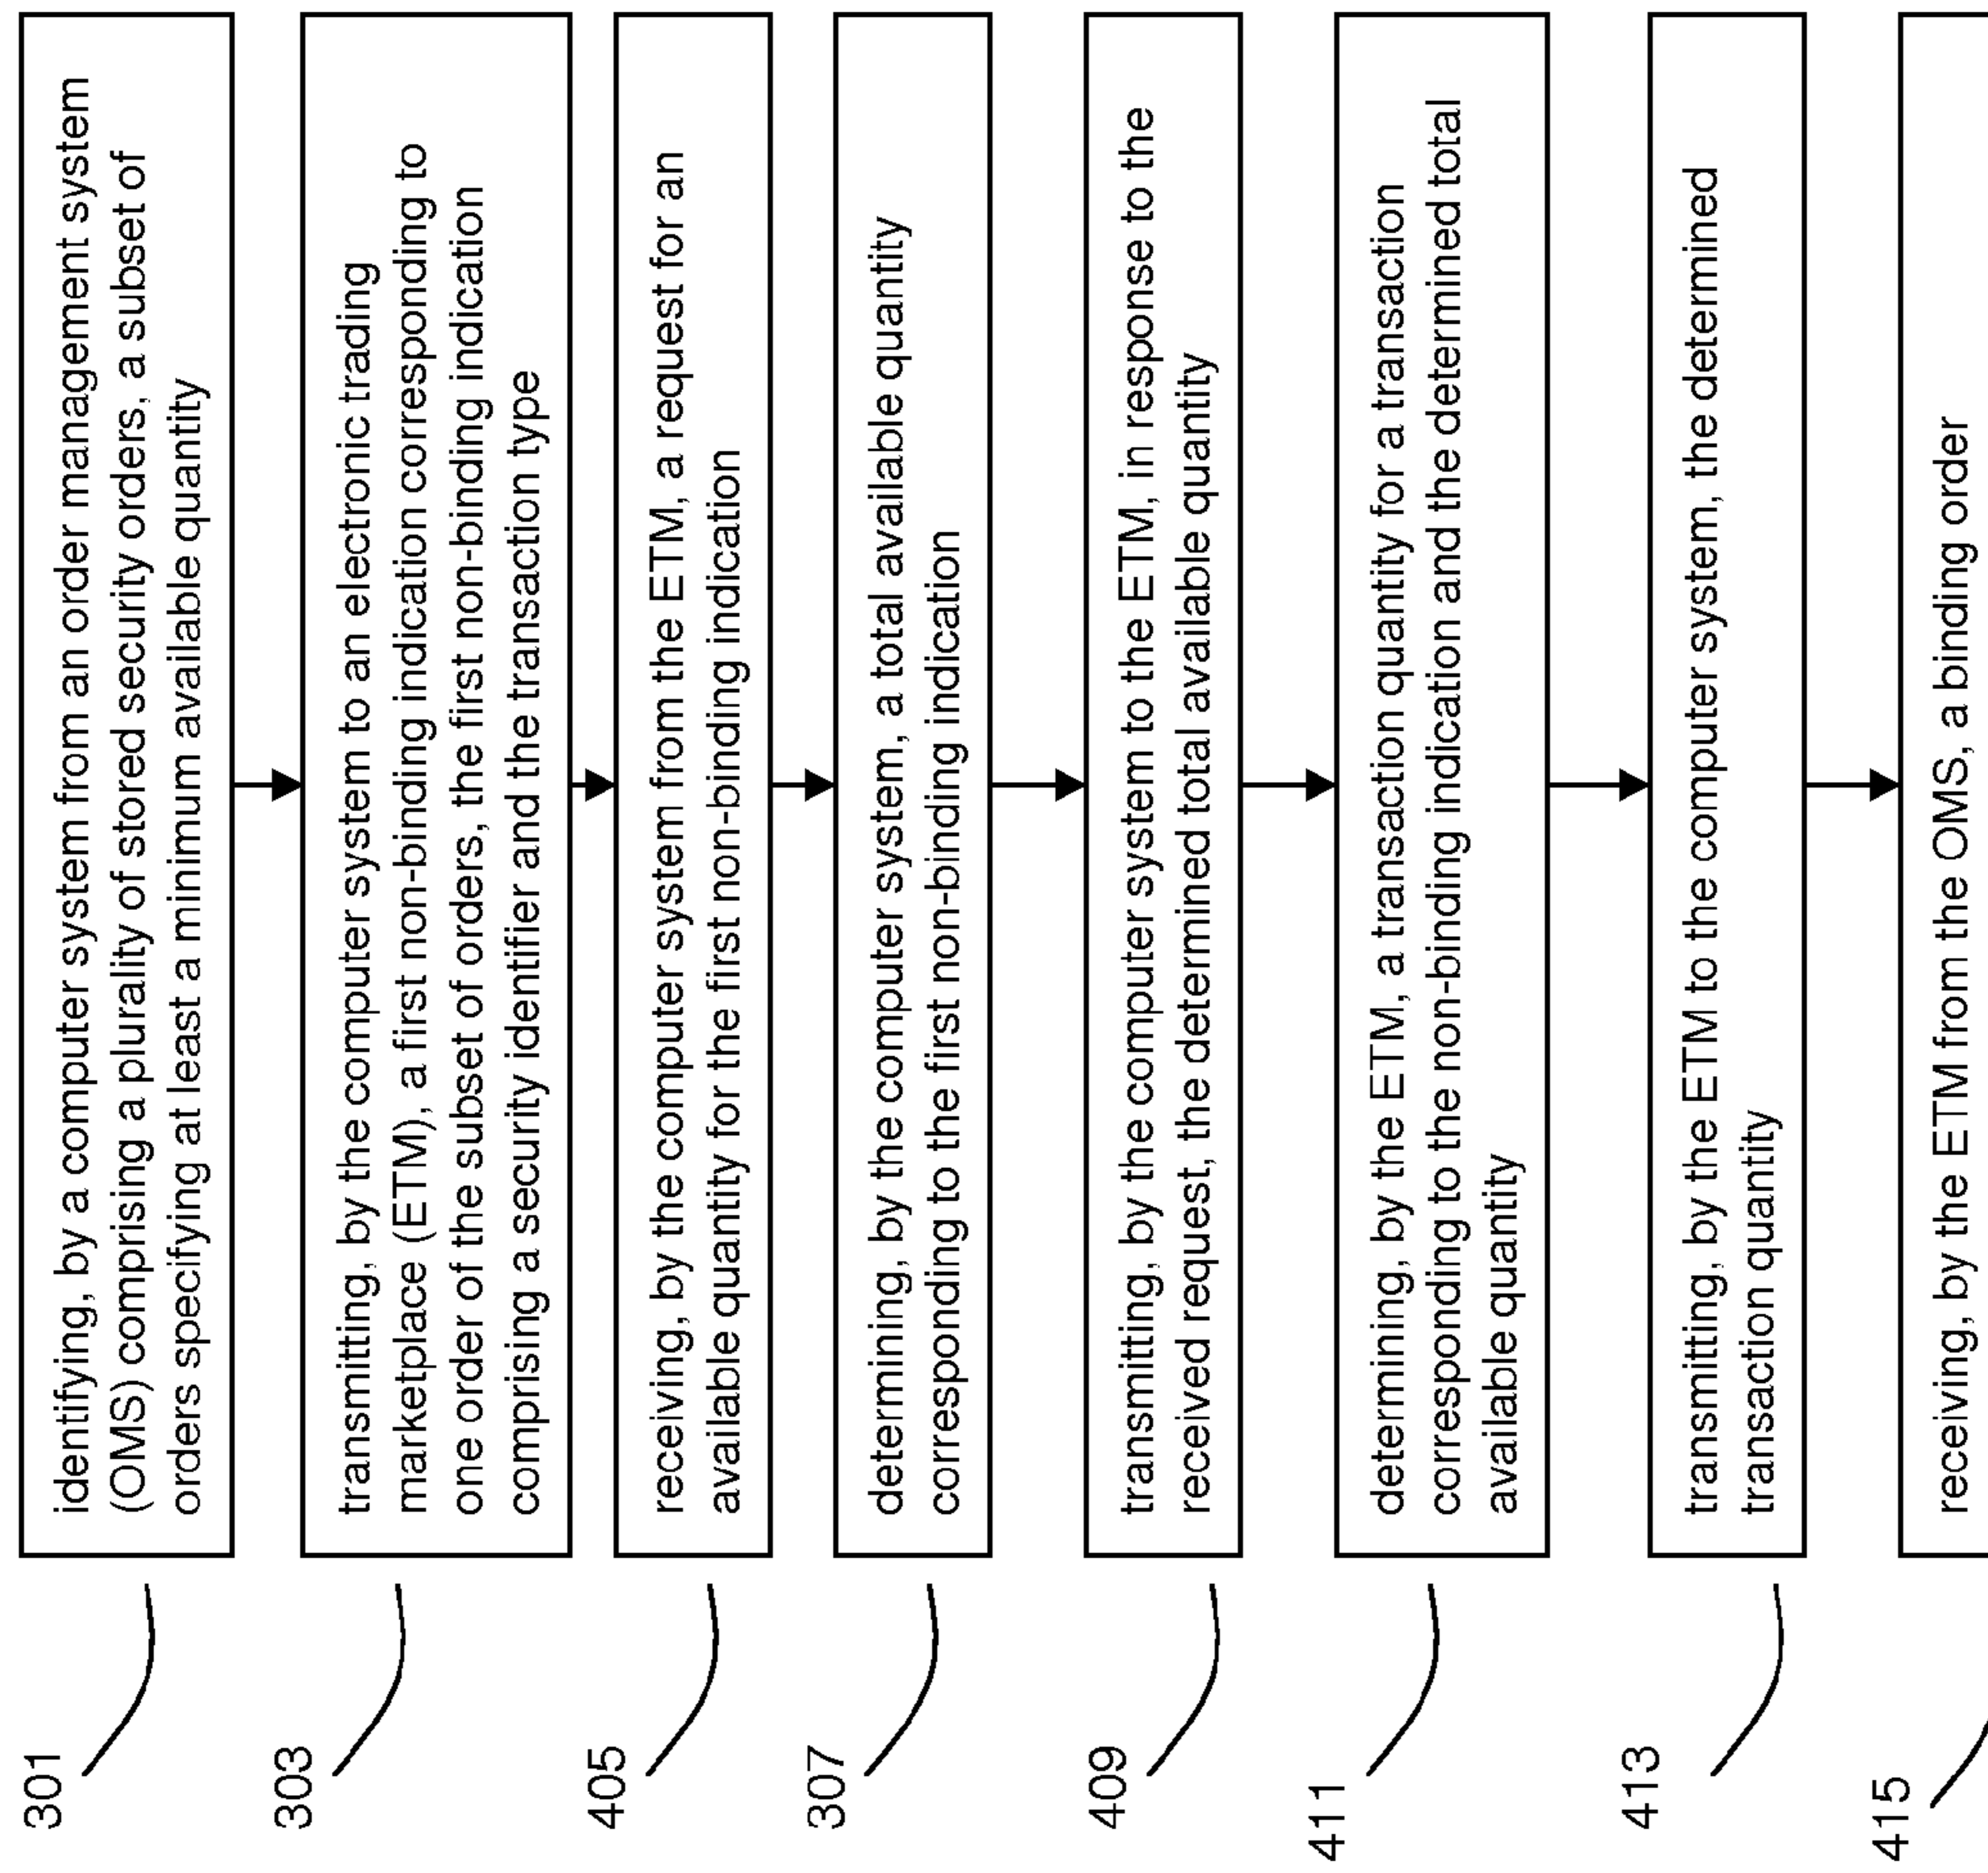 301
identifying, by a computer system from an order management system
(OMS) comprising a plurality of stored security orders, a subset of
orders specifying at least a minimum available quantity
303
transmitting, by the computer system to an electronic trading
marketplace (ETM), a first non-binding indication corresponding to
one order of the subset of orders, the first non-binding indication
comprising a security identifier and the transaction type
405
receiving, by the computer system from the ETM, a request for an
available quantity for the first non-binding indication
307
determining, by the computer system, a total available quantity
corresponding to the first non-binding indication
409
transmitting, by the computer system to the ETM, in response to the
received request, the determined total available quantity
411
determining, by the ETM, a transaction quantity for a transaction
corresponding to the non-binding indication and the determined total
available quantity
413
transmitting, by the ETM to the computer system, the determined
transaction quantity
415
receiving, by the ETM from the OMS, a binding order